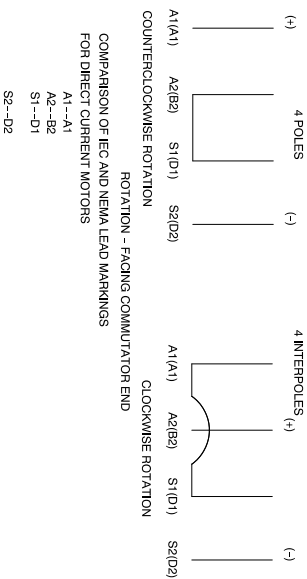 4 POLES
4 INTERPOLES
(+)
(-)
(+)
(-)
A1(A1)
A2(B2)
S1(D1)
S2(D2)
A1(A1)
A2(B2)
S1(D1)
S2(D2)
COUNTERCLOCKWISE ROTATION
CLOCKWISE ROTATION
ROTATION - FACING COMMUTATOR END
COMPARISON OF IEC AND NEMA LEAD MARKINGS
FOR DIRECT CURRENT MOTORS
A1--A1
A2--B2
S1--D1
S2--D2